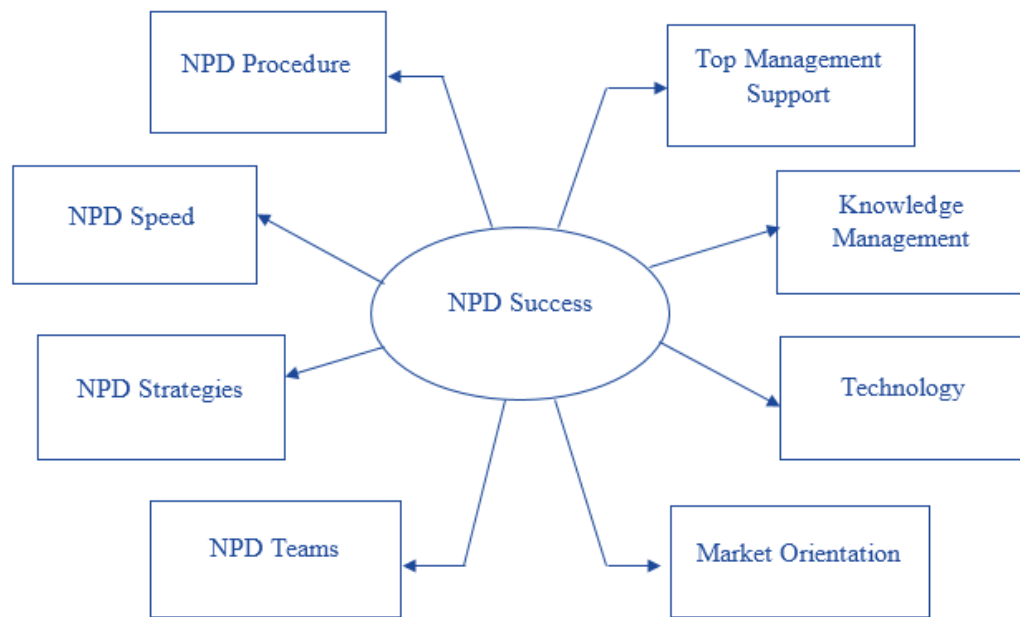 NPD Procedure
Top Management
Support
NPD Speed
Knowledge
Management
NPD Success
NPD Strategies
Technology
NPD Teams
Market Orientation